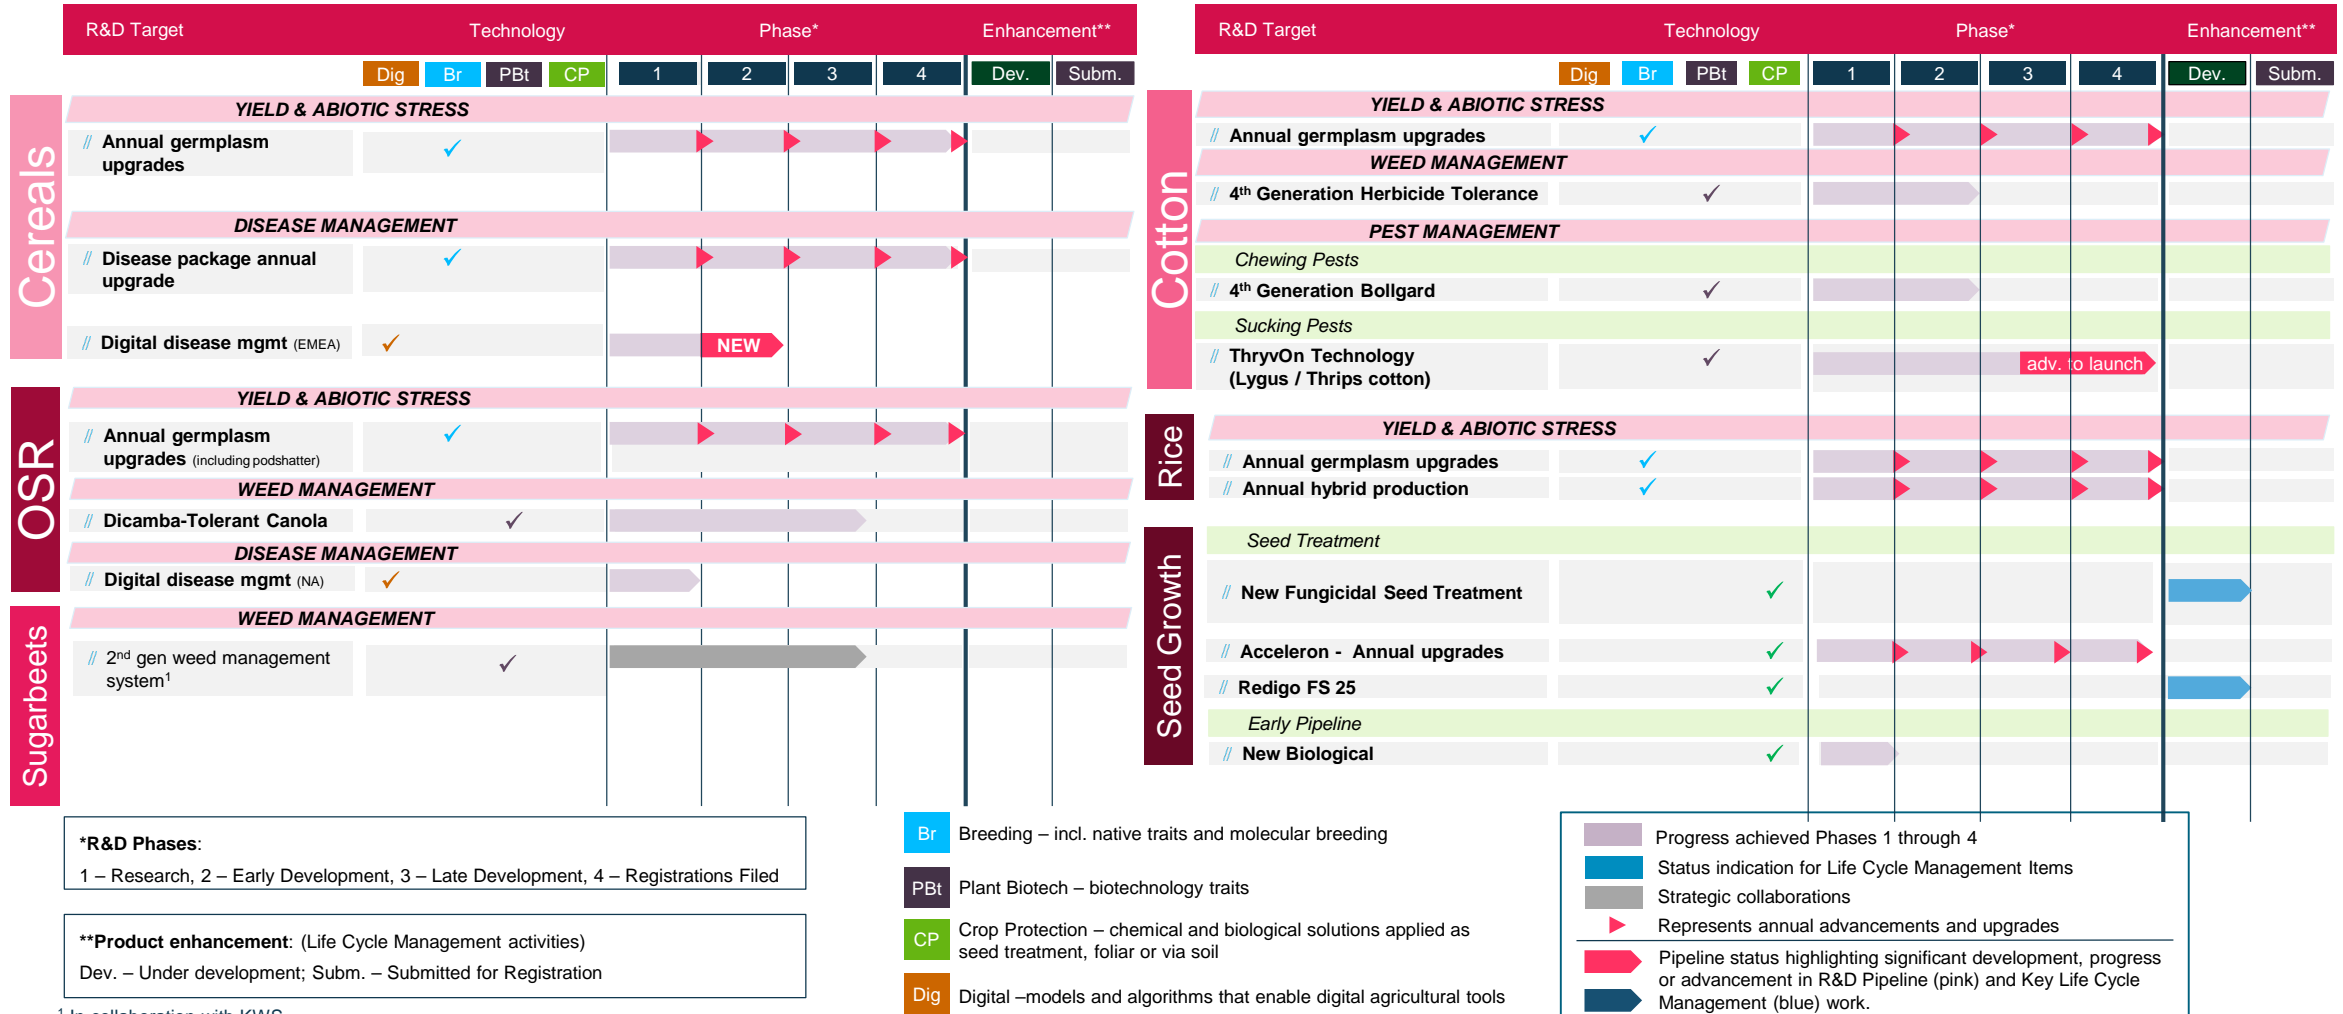 R&D Target Technology Phase* Enhancement**
Dig Br PBt CP 1 2 3 4 Dev. Subm.
Cereals
YIELD & ABIOTIC STRESS
// Annual germplasm
upgrades
DISEASE MANAGEMENT
// Disease package annual
upgrade
// Digital disease mgmt (EMEA)
NEW
OSR
YIELD & ABIOTIC STRESS
// Annual germplasm
upgrades (including podshatter)
WEED MANAGEMENT
// Dicamba-Tolerant Canola
DISEASE MANAGEMENT
// Digital disease mgmt (NA)
Sugarbeets
WEED MANAGEMENT
// 2nd gen weed management
system1
R&D Target Technology Phase* Enhancement**
Dig Br PBt CP 1 2 3 4 Dev. Subm.
Cotton
YIELD & ABIOTIC STRESS
// Annual germplasm upgrades
WEED MANAGEMENT
// 4th Generation Herbicide Tolerance
PEST MANAGEMENT
Chewing Pests
// 4th Generation Bollgard
Sucking Pests
// ThryvOn Technology
(Lygus / Thrips cotton)
adv. to launch
Rice
YIELD & ABIOTIC STRESS
// Annual germplasm upgrades
// Annual hybrid production
Seed Growth
Seed Treatment
// New Fungicidal Seed Treatment
// Acceleron - Annual upgrades
// Redigo FS 25
Early Pipeline
// New Biological
*R&D Phases:
1 – Research, 2 – Early Development, 3 – Late Development, 4 – Registrations Filed
**Product enhancement: (Life Cycle Management activities)
Dev. – Under development; Subm. – Submitted for Registration
1 In collaboration with KWS
Br Breeding – incl. native traits and molecular breeding
PBt Plant Biotech – biotechnology traits
CP Crop Protection – chemical and biological solutions applied as
seed treatment, foliar or via soil
Dig Digital –models and algorithms that enable digital agricultural tools
Progress achieved Phases 1 through 4
Status indication for Life Cycle Management Items
Strategic collaborations
Represents annual advancements and upgrades
Pipeline status highlighting significant development, progress
or advancement in R&D Pipeline (pink) and Key Life Cycle
Management (blue) work.